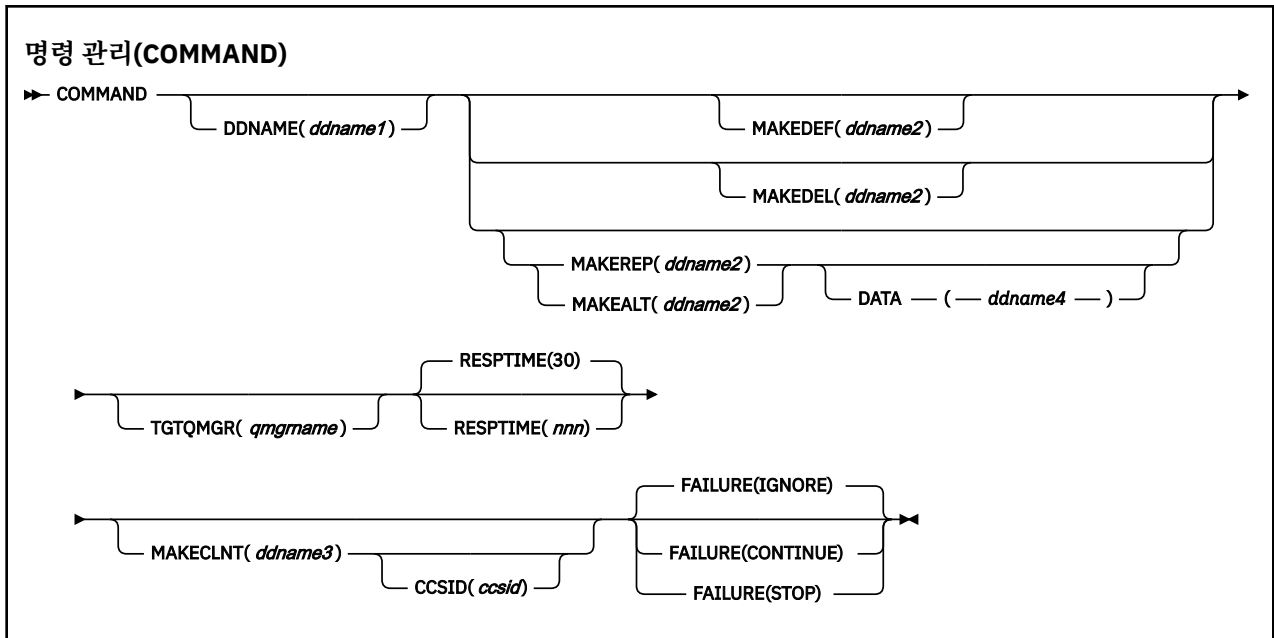 명령 관리(COMMAND)
COMMAND
DDNAME( ddname1 )
MAKEDEF( ddname2 )
MAKEDEL( ddname2 )
MAKEREP( ddname2 )
MAKEALT( ddname2 )
DATA ( ddname4 )
RESPTIME(30)
TGTQMGR( qmgrname )
RESPTIME( nnn)
FAILURE(IGNORE)
MAKECLNT( ddname3 )
FAILURE(CONTINUE)
CCSID( ccsid)
FAILURE(STOP)